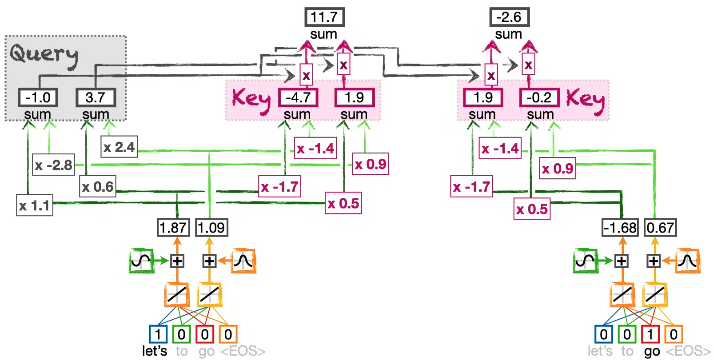 11.7 -2.6
sum sum
Query
x x x x
-1.0 3.7 Key -4.7 1.9 1.9 -0.2 Key
sum sum sum sum sum sum
x 2.4 x -1.4 x -1.4
x -2.8 x 0.9 x 0.9
x 0.6 x -1.7 x -1.7
x 1.1 x 0.5 x 0.5
1.87 1.09 -1.68 0.67
+ + + +
1 0 0 0 0 0 1 0
let's to go <EOS> let's to go <EOS>